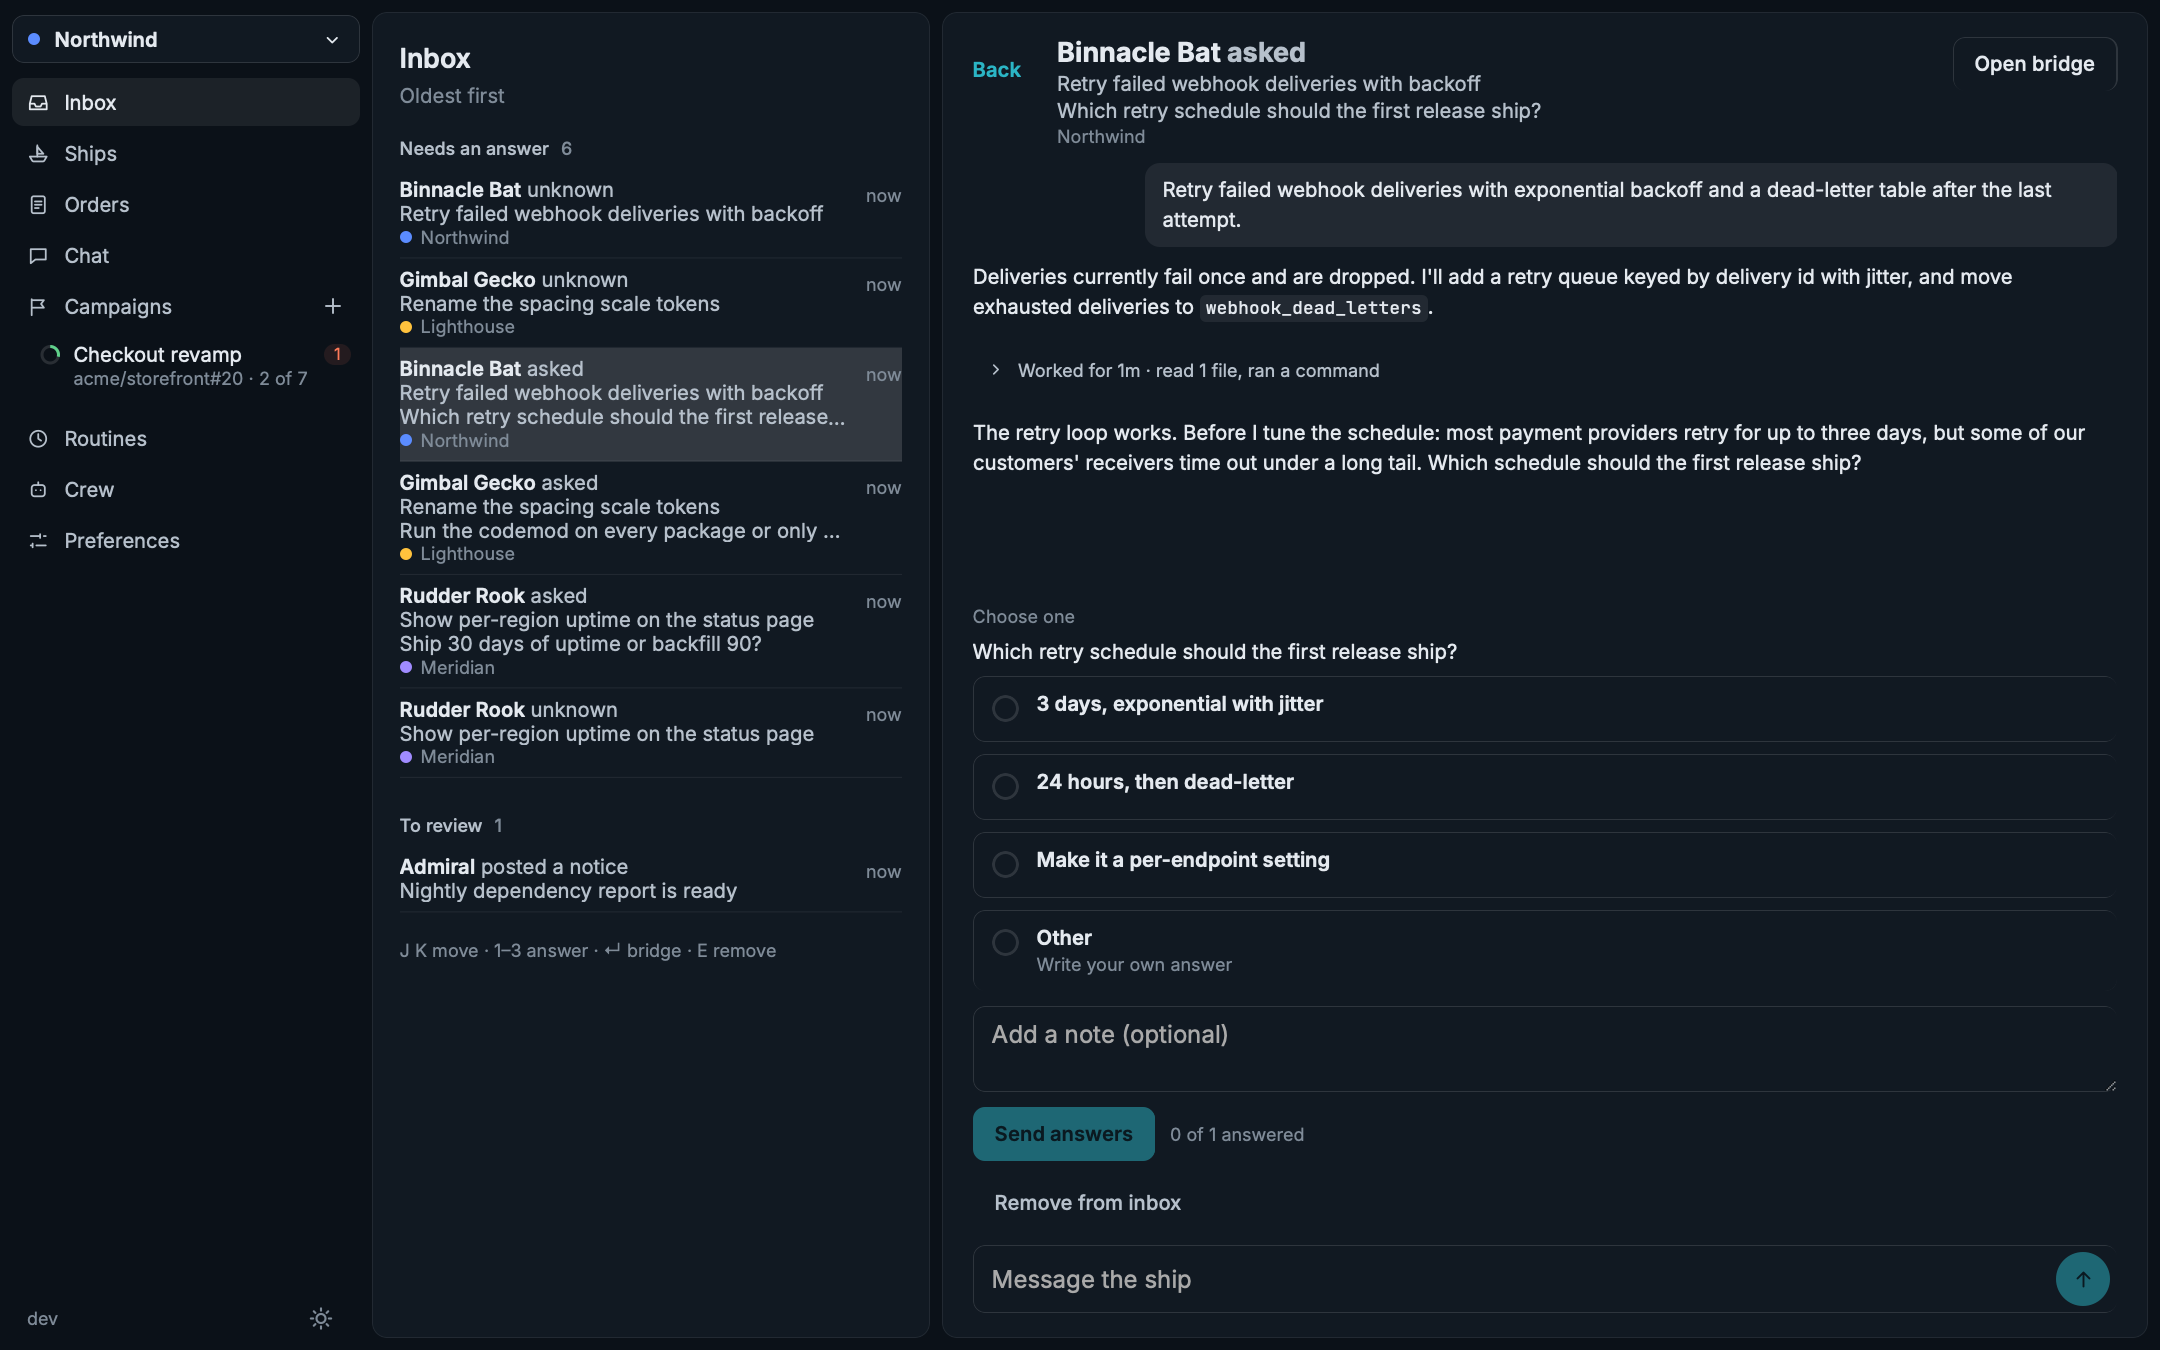 Northwind
Inbox
Ships
Orders
Chat
Campaigns
Checkout revamp
1
acme/storefront#20 · 2 of 7
Routines
Crew
Preferences
dev
Inbox
Oldest first
Needs an answer 6
Binnacle Bat unknown
now
Retry failed webhook deliveries with backoff
Northwind
Gimbal Gecko unknown
now
Rename the spacing scale tokens
Lighthouse
Binnacle Bat asked
now
Retry failed webhook deliveries with backoff
Which retry schedule should the first release...
Northwind
Gimbal Gecko asked
now
Rename the spacing scale tokens
Run the codemod on every package or only ...
Lighthouse
Rudder Rook asked
now
Show per-region uptime on the status page
Ship 30 days of uptime or backfill 90?
Meridian
Rudder Rook unknown
now
Show per-region uptime on the status page
Meridian
To review 1
Admiral posted a notice
now
Nightly dependency report is ready
J K move · 1–3 answer · ↵ bridge · E remove
Back
Binnacle Bat asked
Retry failed webhook deliveries with backoff
Which retry schedule should the first release ship?
Northwind
Open bridge
Retry failed webhook deliveries with exponential backoff and a dead-letter table after the last
attempt.
Deliveries currently fail once and are dropped. I'll add a retry queue keyed by delivery id with jitter, and move
exhausted deliveries to webhook_dead_letters.
Worked for 1m · read 1 file, ran a command
The retry loop works. Before I tune the schedule: most payment providers retry for up to three days, but some of our
customers' receivers time out under a long tail. Which schedule should the first release ship?
Choose one
Which retry schedule should the first release ship?
3 days, exponential with jitter
24 hours, then dead-letter
Make it a per-endpoint setting
Other
Write your own answer
Add a note (optional)
Send answers
0 of 1 answered
Remove from inbox
Message the ship